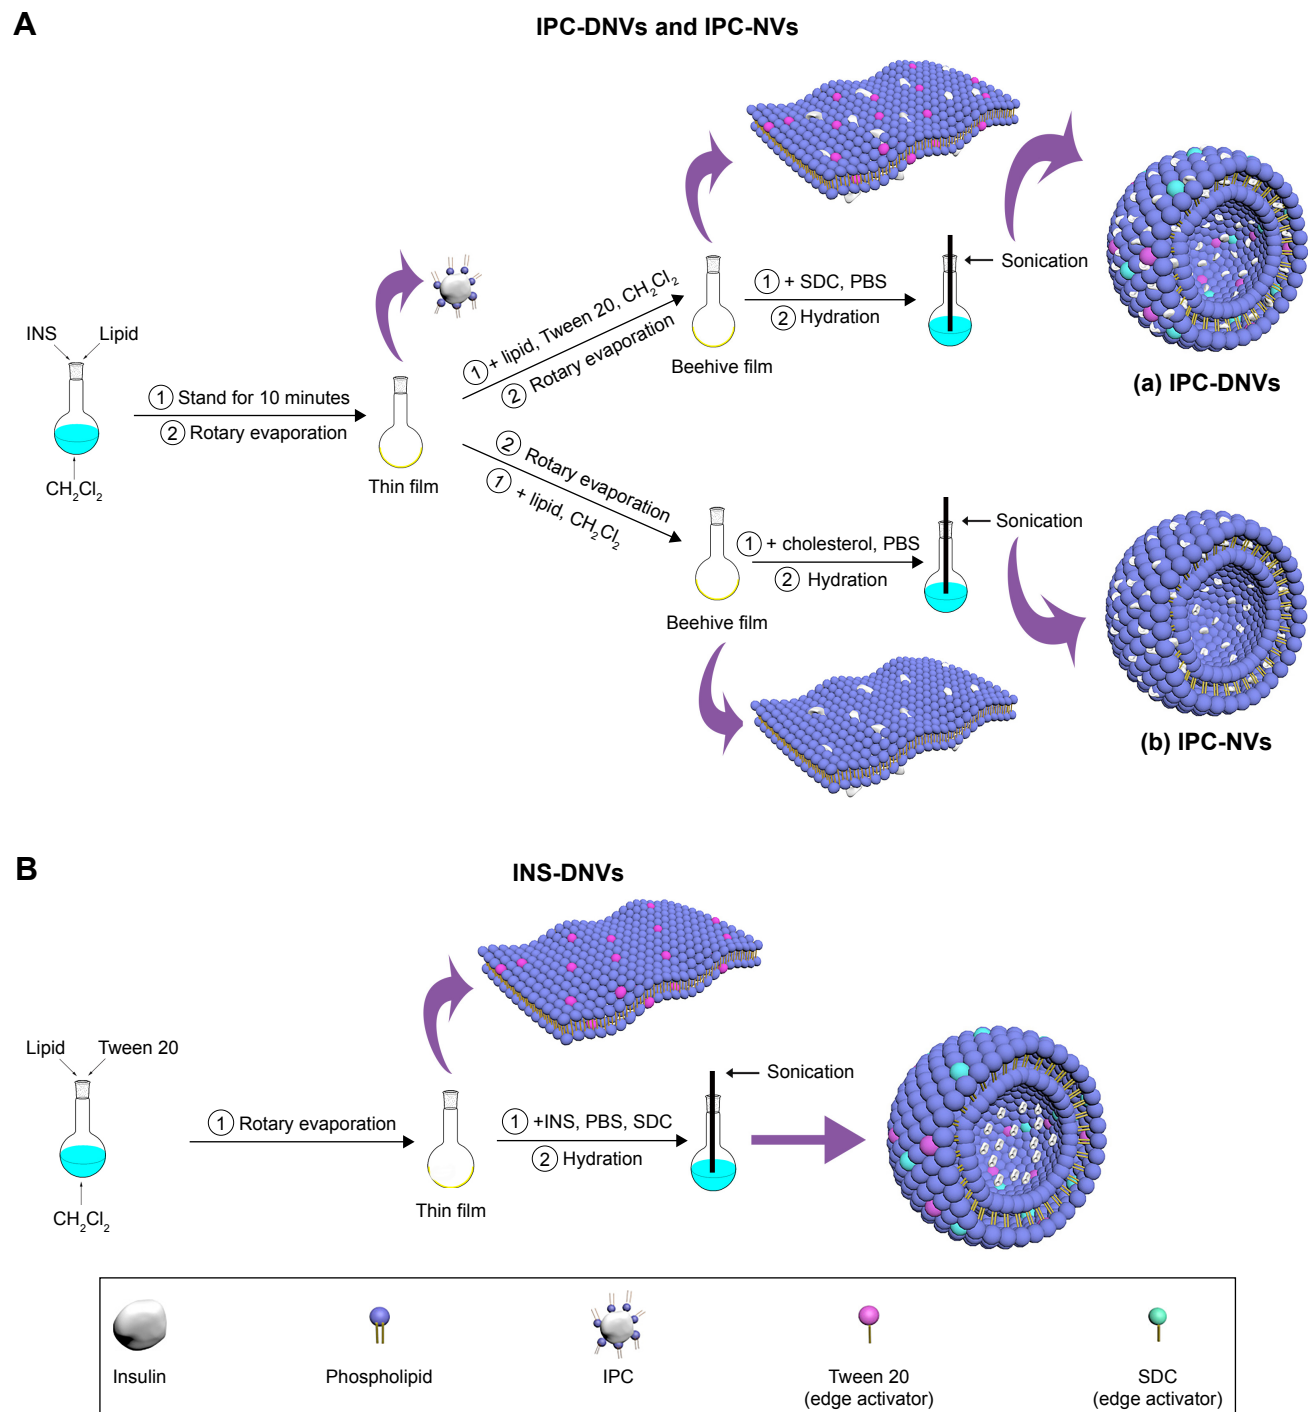 A
IPC-DNVs and IPC-NVs
INS
Lipid
CH₂Cl₂
① Stand for 10 minutes
② Rotary evaporation
Thin film
① + lipid, Tween 20, CH₂Cl₂
② Rotary evaporation
Beehive film
① + SDC, PBS
② Hydration
Sonication
(a) IPC-DNVs
② Rotary evaporation
① + lipid, CH₂Cl₂
Beehive film
① + cholesterol, PBS
② Hydration
Sonication
(b) IPC-NVs
B
INS-DNVs
Lipid
Tween 20
CH₂Cl₂
① Rotary evaporation
Thin film
① +INS, PBS, SDC
② Hydration
Sonication
Insulin
Phospholipid
IPC
Tween 20
(edge activator)
SDC
(edge activator)